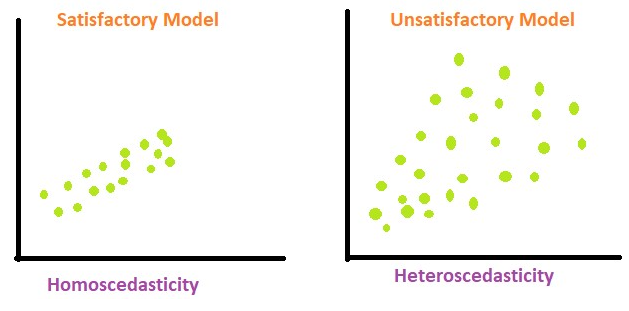 Satisfactory Model
Unsatisfactory Model
Homoscedasticity
Heteroscedasticity